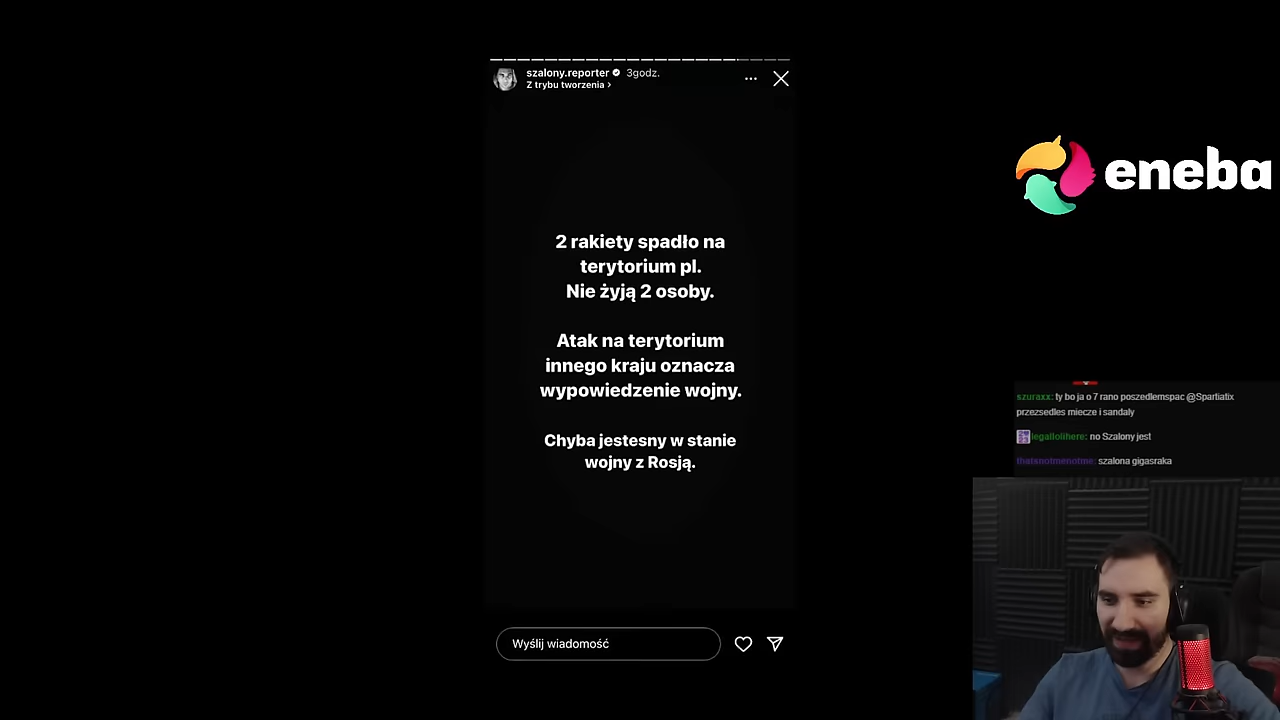 szalony.reporter 3godz.
Z trybu tworzenia
2 rakiety spadło na
terytorium pl.
Nie żyją 2 osoby.
Atak na terytorium
innego kraju oznacza
wypowiedzenie wojny.
Chyba jestesny w stanie
wojny z Rosją.
Wyślij wiadomość
eneba
szuraxx: ty bo ja o 7 rano poszedlemspac @Spartiatix
przezsedles miecze i sandaly
legallolihere: no Szalony jest
thatsnotmenotme: szalona gigasraka